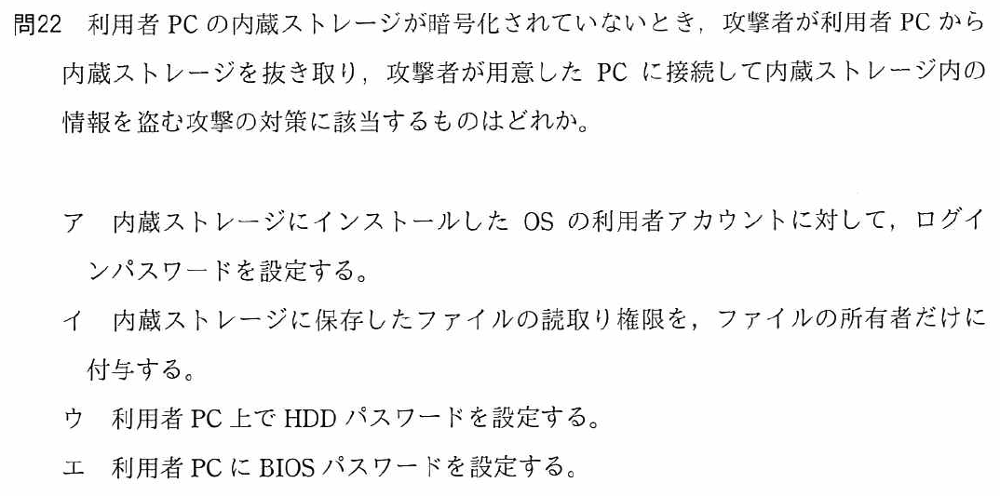 問22 利用者 PC の内蔵ストレージが暗号化されていないとき，攻撃者が利用者 PC から
内蔵ストレージを抜き取り，攻撃者が用意した PC に接続して内蔵ストレージ内の
情報を盗む攻撃の対策に該当するものはどれか。
ア 内蔵ストレージにインストールした OS の利用者アカウントに対して，ログイ
ンパスワードを設定する。
イ 内蔵ストレージに保存したファイルの読取り権限を，ファイルの所有者だけに
付与する。
ウ 利用者 PC 上で HDD パスワードを設定する。
エ 利用者 PC に BIOS パスワードを設定する。